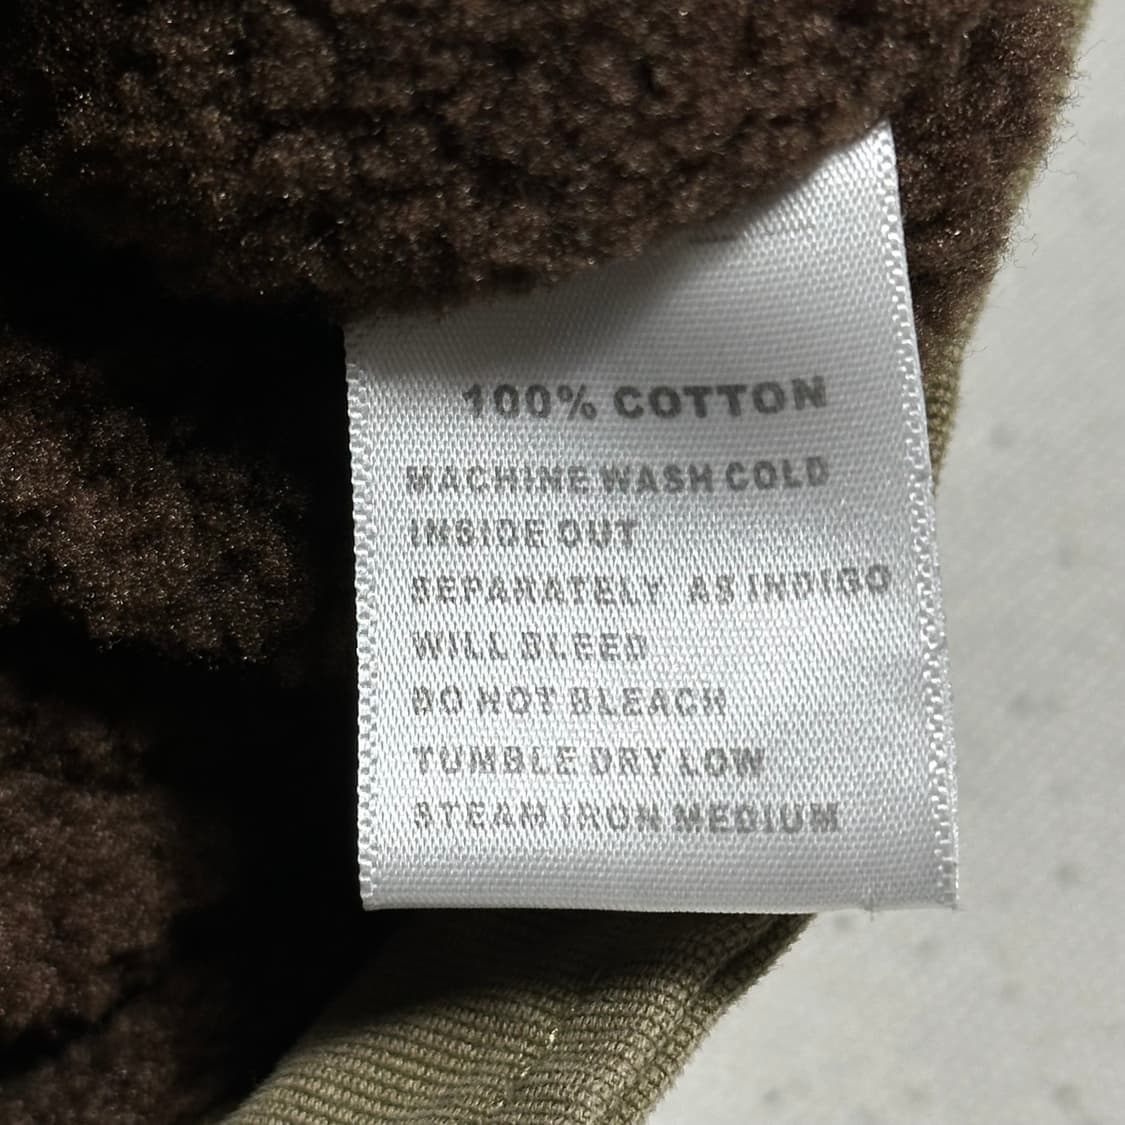 100% COTTON
MACHINE WASH COLD
INSIDE OUT
SEPARATELY AS INDIGO
WILL BLEED
DO NOT BLEACH
TUMBLE DRY LOW
STEAM IRON MEDIUM